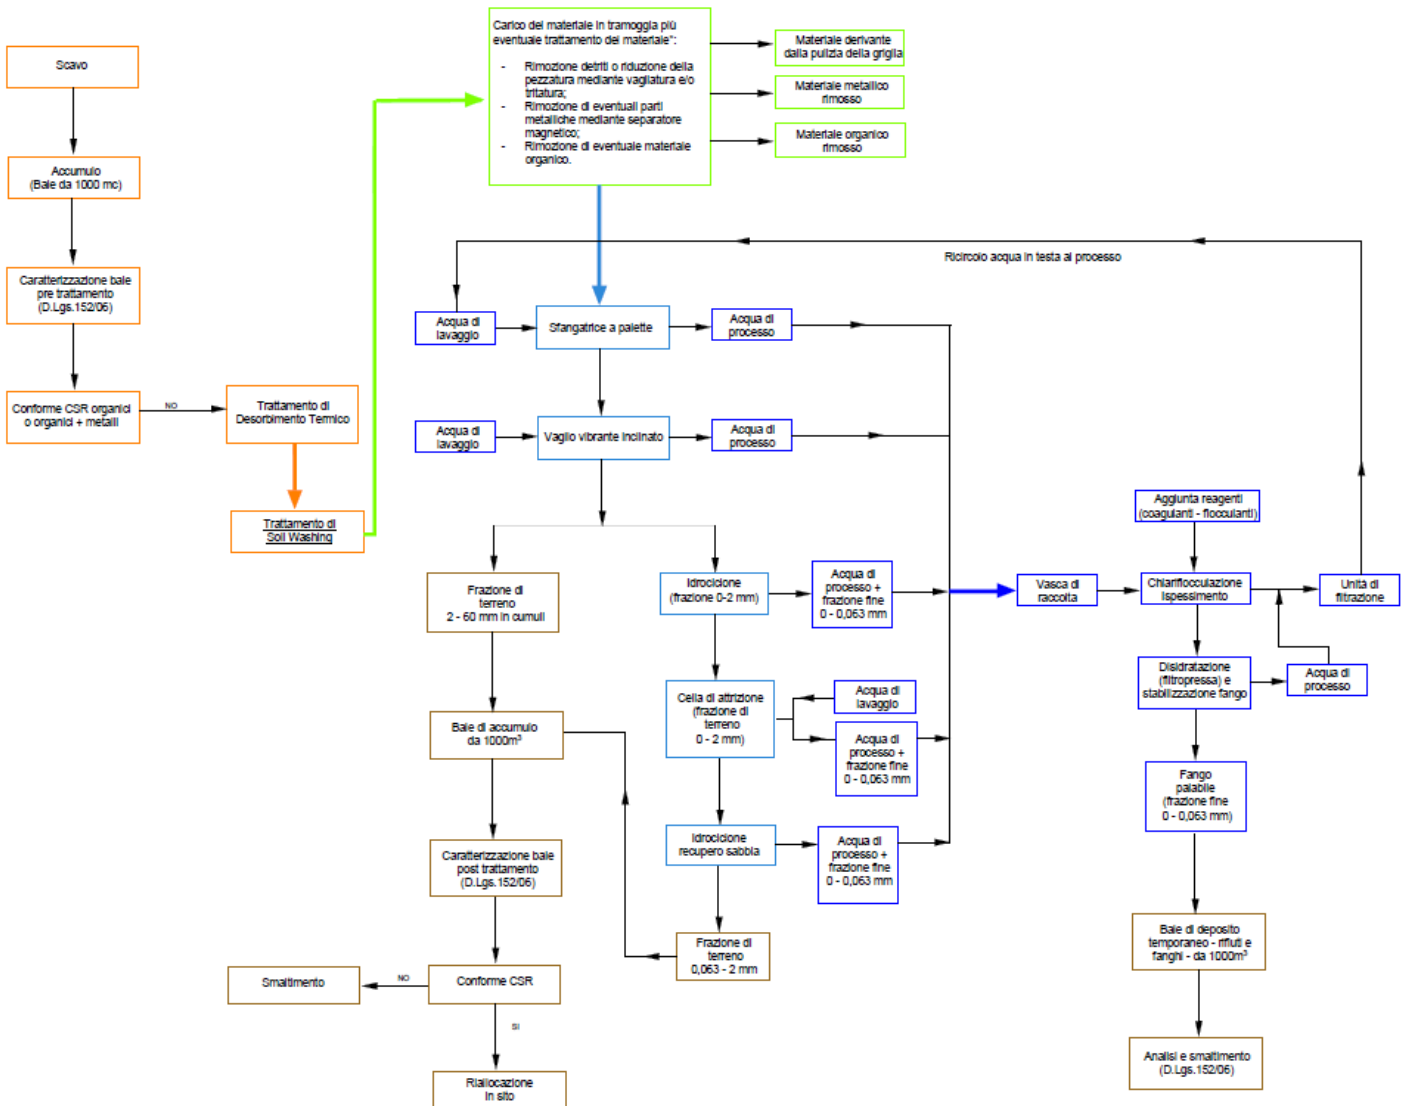 Scavo
Accumulo
(Baie da 1000 mc)
Caratterizzazione baie
pre trattamento
(D.Lgs.152/06)
Conforme CSR organici
o organici + metalli
NO
Trattamento di
Desorbimento Termico
Trattamento di
Soil Washing
Carico del materiale in tramoggia più
eventuale trattamento del materiale*:
- Rimozione detriti o riduzione della
pezzatura mediante vagliatura e/o
tritatura;
- Rimozione di eventuali parti
metalliche mediante separatore
magnetico;
- Rimozione di eventuale materiale
organico.
Materiale derivante
dalla pulizia della griglia
Materiale metallico
rimosso
Materiale organico
rimosso
Ricircolo acqua in testa al processo
Acqua di
lavaggio
Sfangatrice a palette
Acqua di
processo
Acqua di
lavaggio
Vaglio vibrante inclinato
Acqua di
processo
Frazione di
terreno
2 - 60 mm in cumuli
Baie di accumulo
da 1000m³
Caratterizzazione baie
post trattamento
(D.Lgs.152/06)
Conforme CSR
NO
Smaltimento
SI
Riallocazione
in sito
Idrociclone
(frazione 0-2 mm)
Acqua di
processo +
frazione fine
0 - 0,063 mm
Cella di attrizione
(frazione di
terreno
0 - 2 mm)
Acqua di
lavaggio
Acqua di
processo +
frazione fine
0 - 0,063 mm
Idrociclone
recupero sabbia
Acqua di
processo +
frazione fine
0 - 0,063 mm
Frazione di
terreno
0,063 - 2 mm
Vasca di
raccolta
Aggiunta reagenti
(coagulanti - flocculanti)
Chiariflocculazione
Ispessimento
Unità di
filtrazione
Disidratazione
(filtropressa) e
stabilizzazione fango
Acqua di
processo
Fango
palabile
(frazione fine
0 - 0,063 mm)
Baie di deposito
temporaneo - rifiuti e
fanghi - da 1000m³
Analisi e smaltimento
(D.Lgs.152/06)